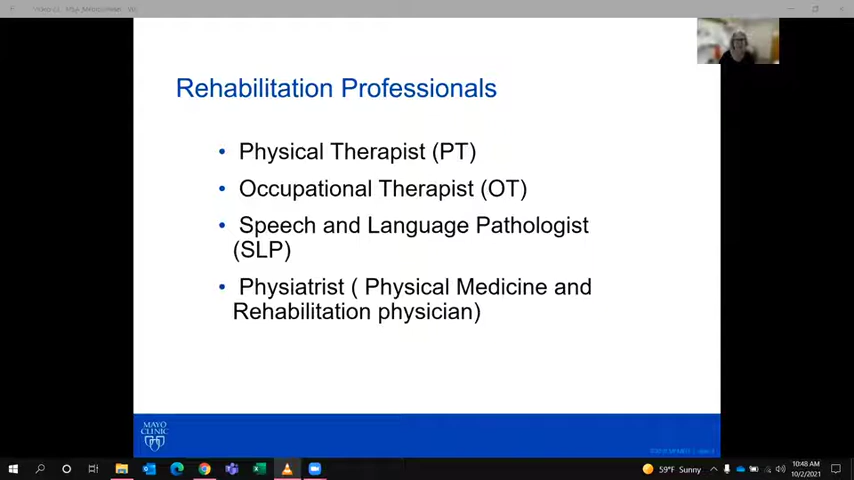 Rehabilitation Professionals
• Physical Therapist (PT)
• Occupational Therapist (OT)
• Speech and Language Pathologist
(SLP)
• Physiatrist ( Physical Medicine and
Rehabilitation physician)
MAYO
CLINIC
59°F Sunny
10:48 AM
10/2/2021